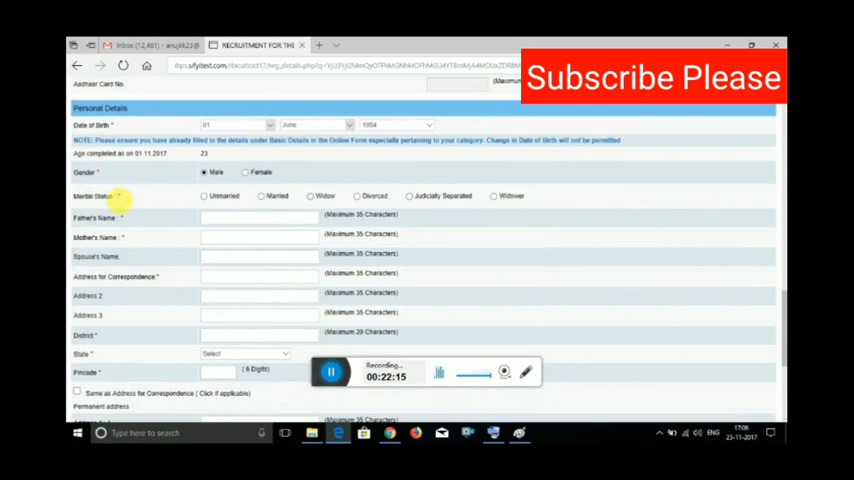 Inbox (12,481) - anujkk23@
RECRUITMENT FOR THE
Subscribe Please
Aadhaar Card No.
Personal Details
Date of Birth * 01 June 1994
NOTE: Please ensure you have already filled in the details under Basic Details in the Online Form especially pertaining to your category. Change in Date of Birth will not be permitted
Age completed as on 01.11.2017 23
Gender * Male Female
Marital Status : * Unmarried Married Widow Divorced Judicially Separated Widower
Father's Name : * (Maximum 35 Characters)
Mother's Name : * (Maximum 35 Characters)
Spouse's Name: (Maximum 35 Characters)
Address for Correspondence * (Maximum 35 Characters)
Address 2 (Maximum 35 Characters)
Address 3 (Maximum 35 Characters)
District * (Maximum 20 Characters)
State * Select
Pincode * ( 6 Digits)
Recording...
00:22:15
Same as Address for Correspondence ( Click if applicable)
Permanent address
(Maximum 35 Characters)
Type here to search
ENG
17:06
23-11-2017